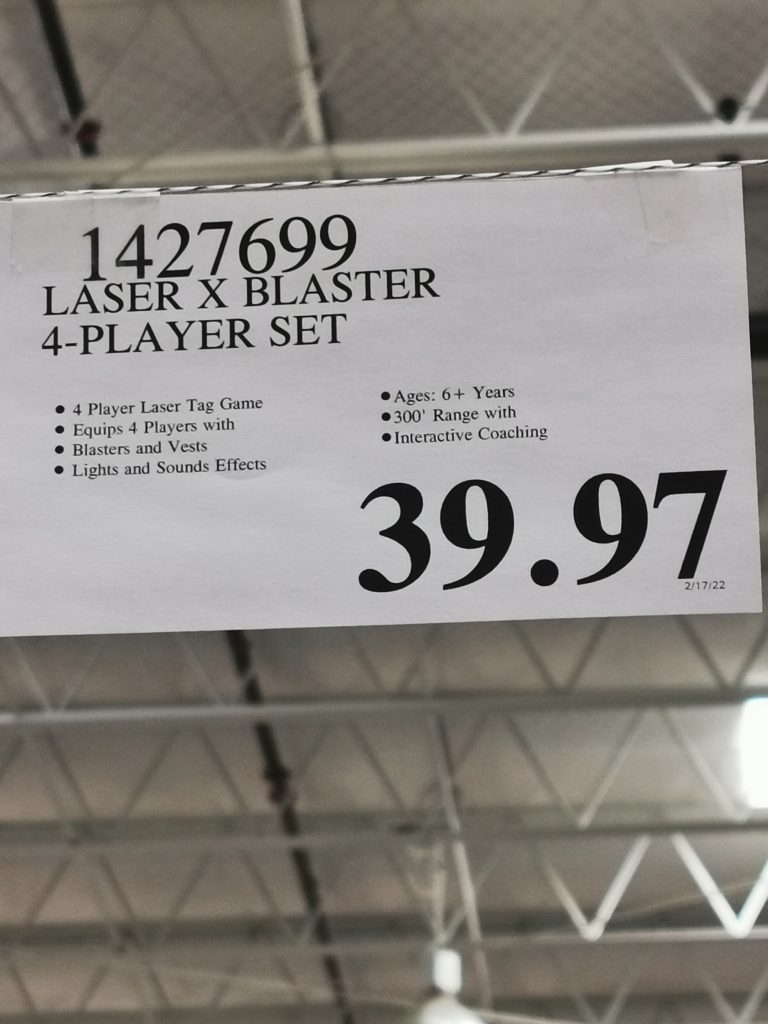 1427699
LASER X BLASTER
4-PLAYER SET
● 4 Player Laser Tag Game
● Equips 4 Players with
● Blasters and Vests
● Lights and Sounds Effects
● Ages: 6+ Years
● 300' Range with
● Interactive Coaching
39.97
2/17/22